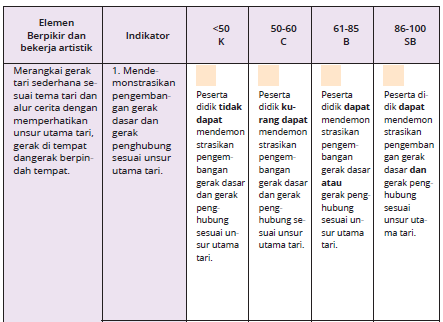 Elemen
Berpikir dan
bekerja artistik
Indikator
<50
K
50-60
C
61-85
B
86-100
SB
Merangkai gerak
tari sederhana se-
suai tema tari dan
alur cerita dengan
memperhatikan
unsur utama tari,
gerak di tempat
dangerak berpin-
dah tempat.
1. Mende-
monstrasikan
pengemban-
gan gerak
dasar dan
gerak
penghubung
sesuai unsur
utama tari.
Peserta
didik tidak
dapat
mendemon
strasikan
pengem-
bangan
gerak dasar
dan gerak
peng-
hubung
sesuai un-
sur utama
tari.
Peserta
didik ku-
rang dapat
mendemon
strasikan
pengem-
bangan
gerak dasar
dan gerak
peng-
hubung se-
suai unsur
utama tari.
Peserta
didik dapat
mendemon
strasikan
pengem-
bangan
gerak dasar
atau
gerak peng-
hubung
sesuai un-
sur utama
tari.
Peserta di-
dik dapat
mendemon
strasikan
pengemban
gan gerak
dasar dan
gerak peng-
hubung
sesuai
unsur uta-
ma tari.